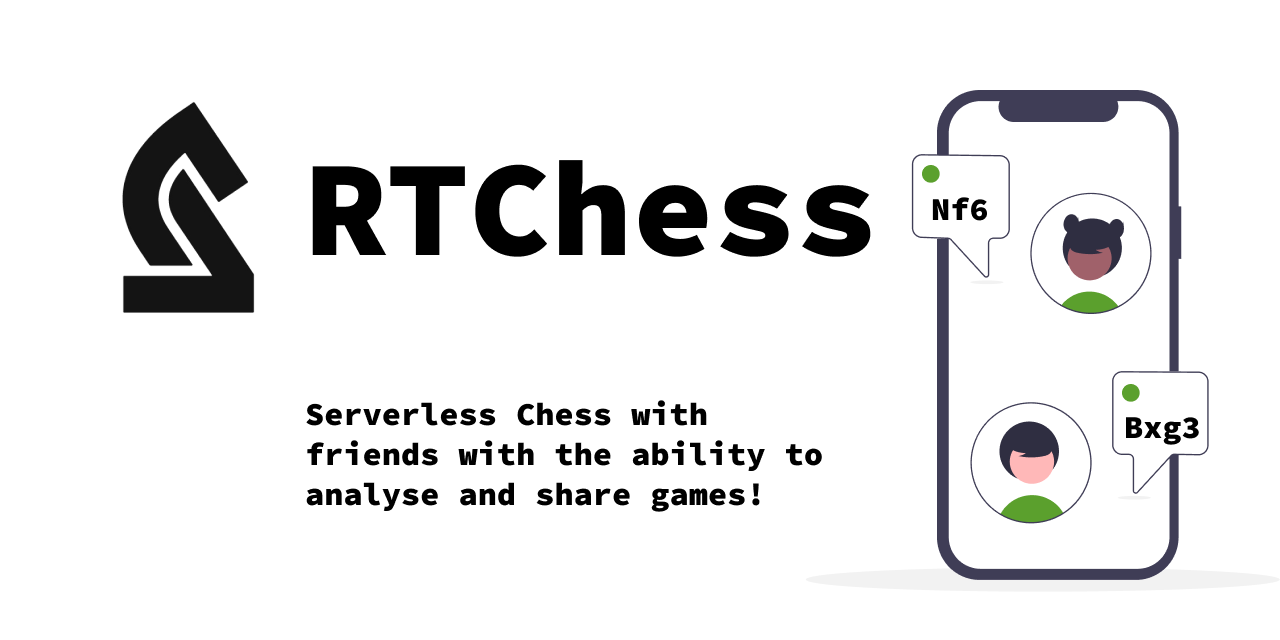 RTChess
Serverless Chess with
friends with the ability to
analyse and share games!
Nf6
Bxg3